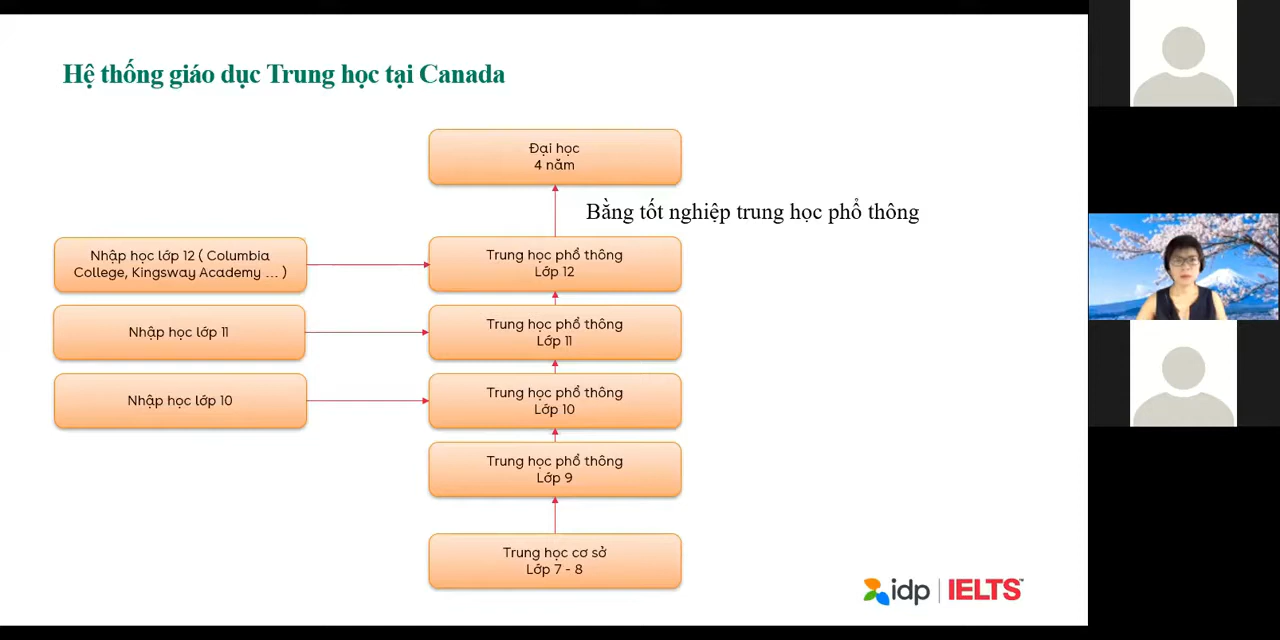 Hệ thống giáo dục Trung học tại Canada
Đại học
4 năm
Bằng tốt nghiệp trung học phổ thông
Nhập học lớp 12 ( Columbia
College, Kingsway Academy ... )
Trung học phổ thông
Lớp 12
Nhập học lớp 11
Trung học phổ thông
Lớp 11
Nhập học lớp 10
Trung học phổ thông
Lớp 10
Trung học phổ thông
Lớp 9
Trung học cơ sở
Lớp 7 - 8
idp IELTS™